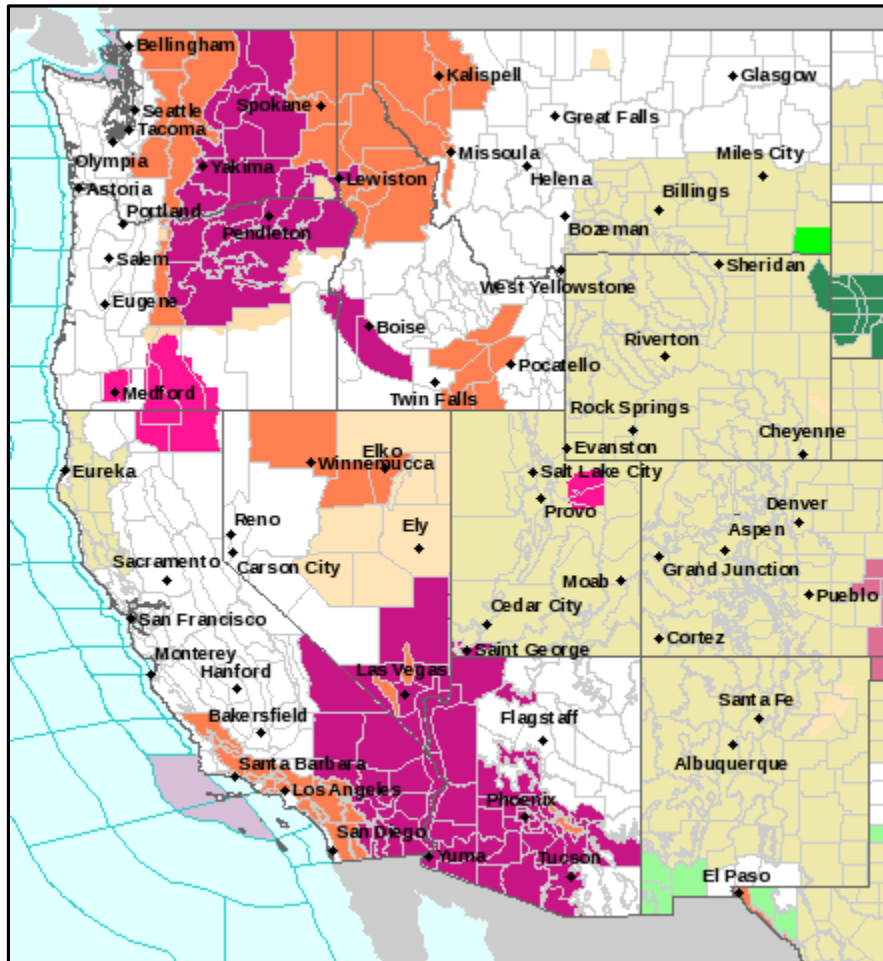 Bellingham
Kalispell
Glasgow
Seattle
Spokane
Tacoma
Great Falls
Olympia
Missoula
Miles City
Yakima
Helena
Lewiston
Astoria
Billings
Portland
Bozeman
Pendleton
Salem
Sheridan
West Yellowstone
Eugene
Boise
Riverton
Pocatello
Medford
Twin Falls
Rock Springs
Cheyenne
Elko
Evanston
Winnemucca
Eureka
Salt Lake City
Provo
Denver
Reno
Ely
Aspen
Carson City
Grand Junction
Sacramento
Moab
Pueblo
San Francisco
Cedar City
Cortez
Saint George
Monterey
Hanford
Las Vegas
Santa Fe
Flagstaff
Bakersfield
Albuquerque
Santa Barbara
Los Angeles
Phoenix
San Diego
Yuma
Tucson
El Paso